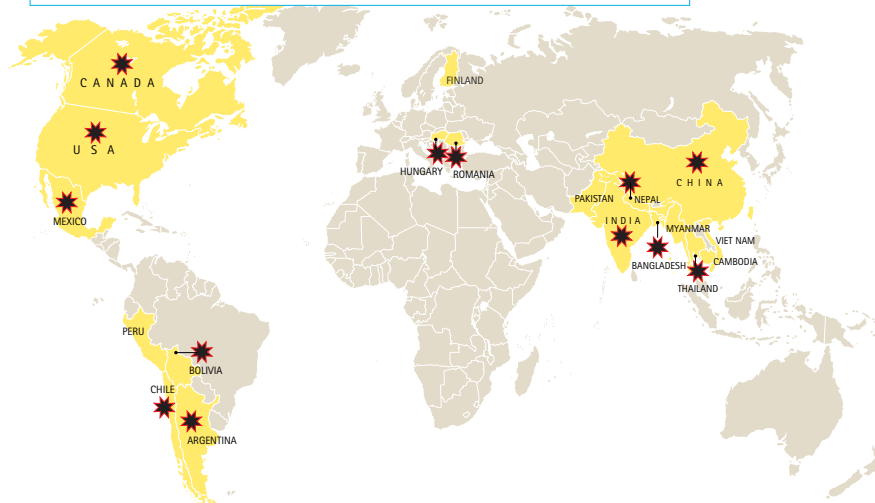 FINLAND
CANADA
USA
HUNGARY
ROMANIA
CHINA
PAKISTAN
NEPAL
MEXICO
INDIA
MYANMAR
VIET NAM
BANGLADESH
CAMBODIA
THAILAND
PERU
BOLIVIA
CHILE
ARGENTINA